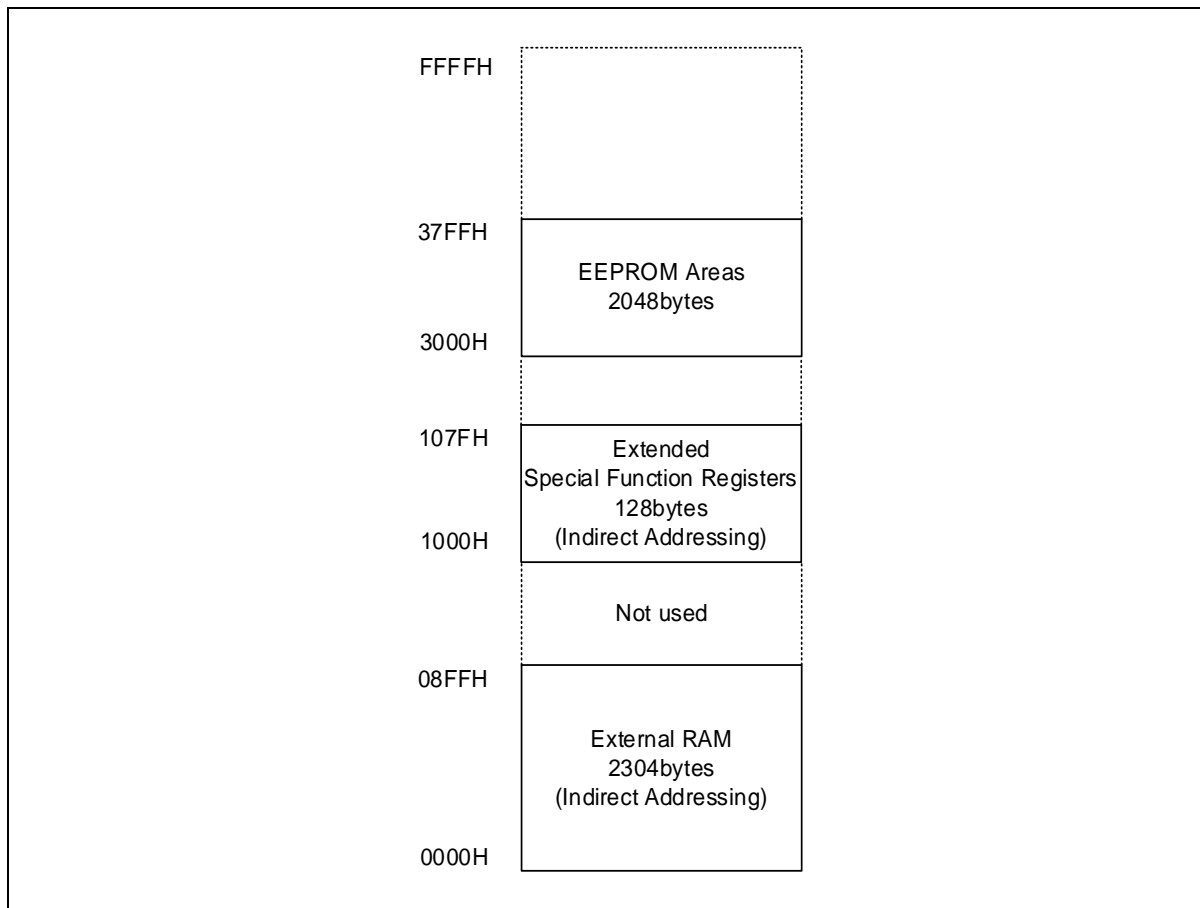 FFFFH
37FFH
EEPROM Areas
2048bytes
3000H
107FH
Extended
Special Function Registers
128bytes
(Indirect Addressing)
1000H
Not used
08FFH
External RAM
2304bytes
(Indirect Addressing)
0000H